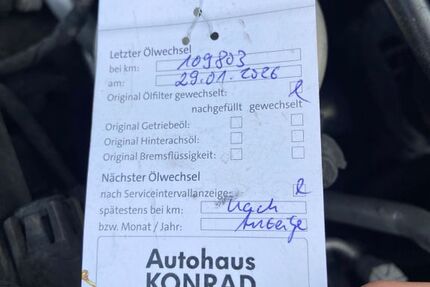 Letzter Ölwechsel
bei km: 109803
am: 29.01.2026
Original Ölfilter gewechselt:
nachgefüllt gewechselt
Original Getriebeöl:
Original Hinterachsöl:
Original Bremsflüssigkeit:
Nächster Ölwechsel
nach Serviceintervallanzeige:
spätestens bei km: nach
bzw. Monat / Jahr: Anzeige
Autohaus
KONRAD